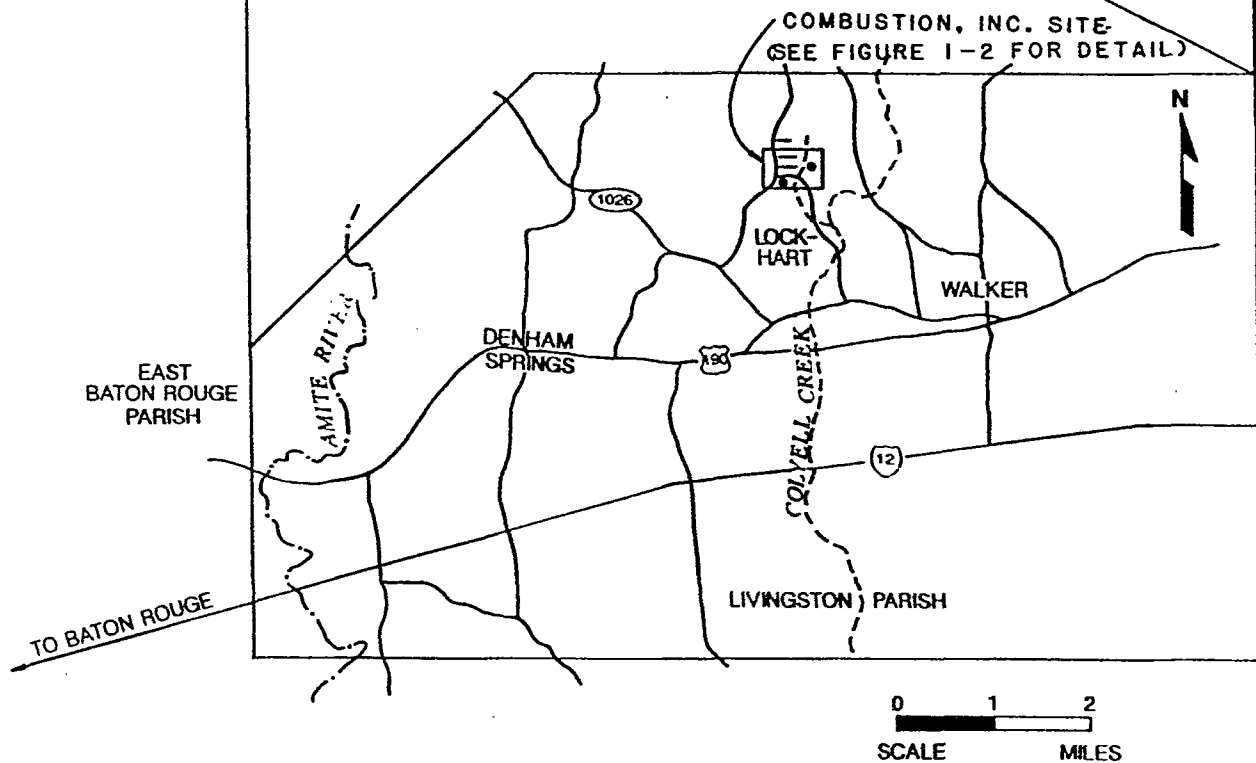 COMBUSTION, INC. SITE
(SEE FIGURE 1-2 FOR DETAIL)
N
1026
LOCK-
HART
WALKER
AMITE RIVER
DENHAM
SPRINGS
190
EAST
BATON ROUGE
PARISH
COLYELL CREEK
12
LIVINGSTON PARISH
TO BATON ROUGE
0 1 2
SCALE MILES